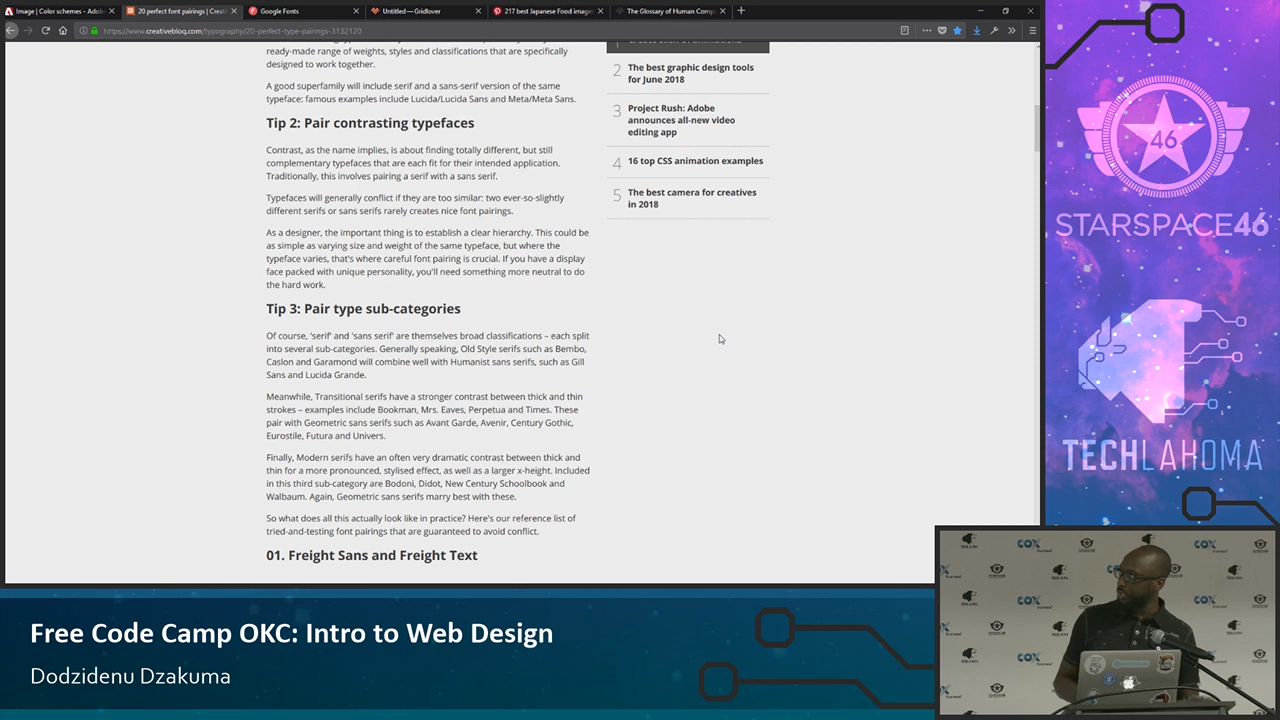 Image | Color schemes - Adob
20 perfect font pairings | Creati
Google Fonts
Untitled — Gridlover
217 best Japanese Food images
The Glossary of Human Comp
https://www.creativebloq.com/typography/20-perfect-type-pairings-3132120
ready-made range of weights, styles and classifications that are specifically
designed to work together.
A good superfamily will include serif and a sans-serif version of the same
typeface: famous examples include Lucida/Lucida Sans and Meta/Meta Sans.
Tip 2: Pair contrasting typefaces
Contrast, as the name implies, is about finding totally different, but still
complementary typefaces that are each fit for their intended application.
Traditionally, this involves pairing a serif with a sans serif.
Typefaces will generally conflict if they are too similar: two ever-so-slightly
different serifs or sans serifs rarely creates nice font pairings.
As a designer, the important thing is to establish a clear hierarchy. This could be
as simple as varying size and weight of the same typeface, but where the
typeface varies, that's where careful font pairing is crucial. If you have a display
face packed with unique personality, you'll need something more neutral to do
the hard work.
Tip 3: Pair type sub-categories
Of course, 'serif' and 'sans serif' are themselves broad classifications – each split
into several sub-categories. Generally speaking, Old Style serifs such as Bembo,
Caslon and Garamond will combine well with Humanist sans serifs, such as Gill
Sans and Lucida Grande.
Meanwhile, Transitional serifs have a stronger contrast between thick and thin
strokes – examples include Bookman, Mrs. Eaves, Perpetua and Times. These
pair with Geometric sans serifs such as Avant Garde, Avenir, Century Gothic,
Eurostile, Futura and Univers.
Finally, Modern serifs have an often very dramatic contrast between thick and
thin for a more pronounced, stylised effect, as well as a larger x-height. Included
in this third sub-category are Bodoni, Didot, New Century Schoolbook and
Walbaum. Again, Geometric sans serifs marry best with these.
So what does all this actually look like in practice? Here's our reference list of
tried-and-testing font pairings that are guaranteed to avoid conflict.
01. Freight Sans and Freight Text
1
2 The best graphic design tools
for June 2018
3 Project Rush: Adobe
announces all-new video
editing app
4 16 top CSS animation examples
5 The best camera for creatives
in 2018
46
STARSPACE46
TECHLAHOMA
COX
COX
COX
COX
COX
Free Code Camp OKC: Intro to Web Design
Dodzidenu Dzakuma